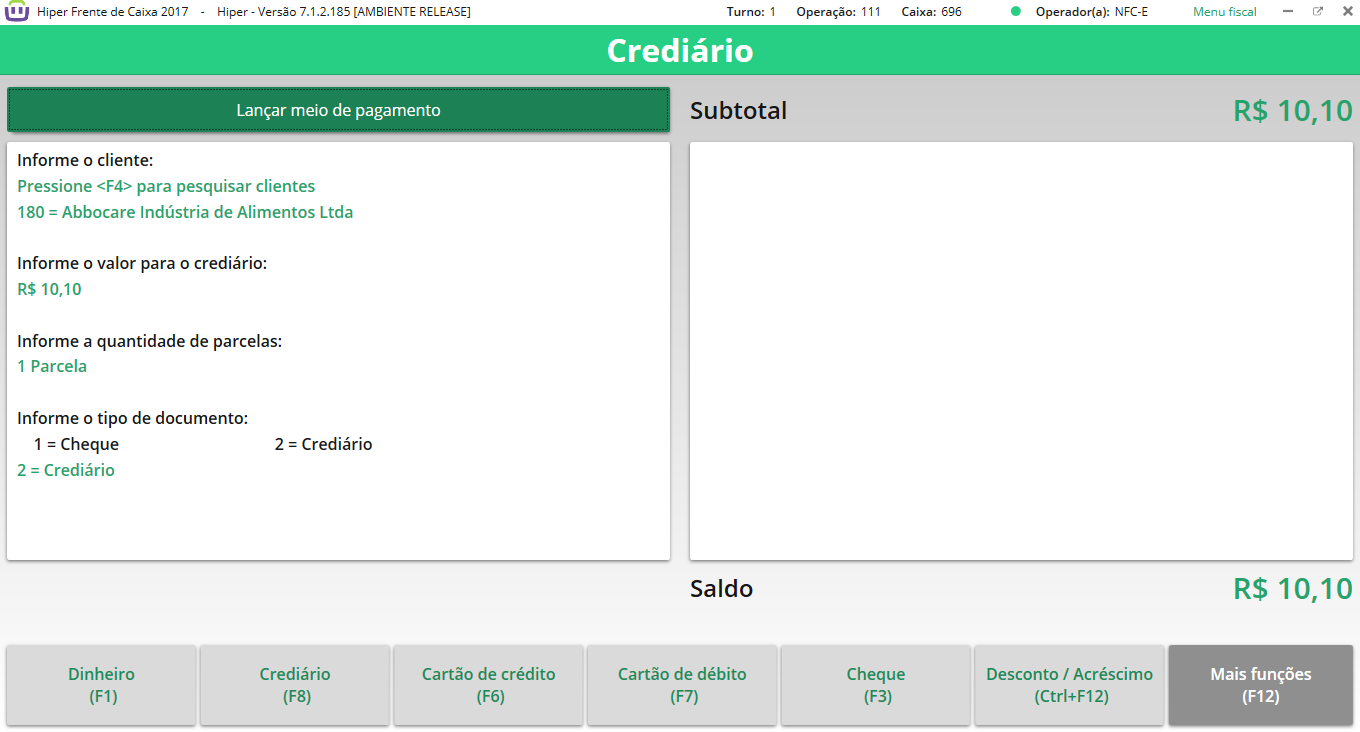 Hiper Frente de Caixa 2017 - Hiper - Versão 7.1.2.185 [AMBIENTE RELEASE] Turno: 1 Operação: 111 Caixa: 696 Operador(a): NFC-E Menu fiscal
Crediário
Lançar meio de pagamento
Subtotal R$ 10,10
Informe o cliente:
Pressione <F4> para pesquisar clientes
180 = Abbocare Indústria de Alimentos Ltda
Informe o valor para o crediário:
R$ 10,10
Informe a quantidade de parcelas:
1 Parcela
Informe o tipo de documento:
1 = Cheque 2 = Crediário
2 = Crediário
Saldo R$ 10,10
Dinheiro
(F1)
Crediário
(F8)
Cartão de crédito
(F6)
Cartão de débito
(F7)
Cheque
(F3)
Desconto / Acréscimo
(Ctrl+F12)
Mais funções
(F12)